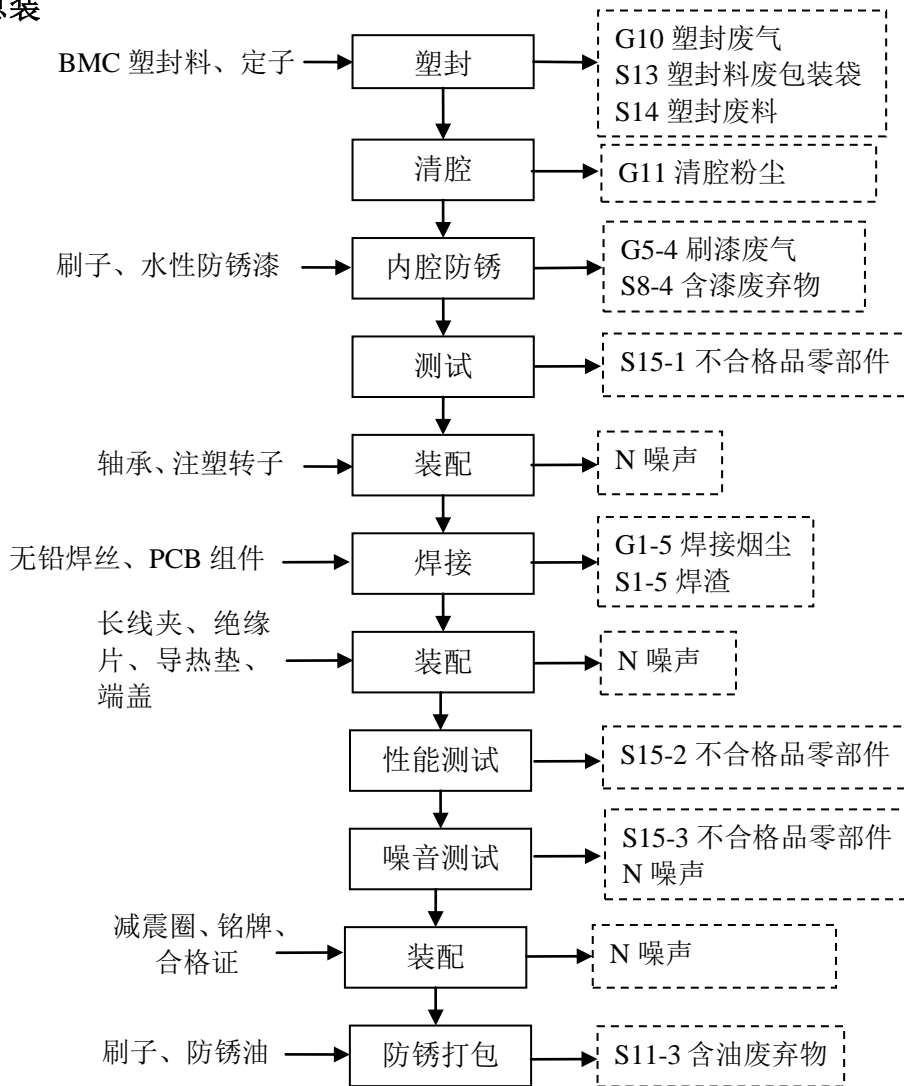 总装
BMC 塑封料、定子
塑封
G10 塑封废气
S13 塑封料废包装袋
S14 塑封废料
清腔
G11 清腔粉尘
刷子、水性防锈漆
内腔防锈
G5-4 刷漆废气
S8-4 含漆废弃物
测试
S15-1 不合格品零部件
轴承、注塑转子
装配
N 噪声
无铅焊丝、PCB 组件
焊接
G1-5 焊接烟尘
S1-5 焊渣
长线夹、绝缘
片、导热垫、
端盖
装配
N 噪声
性能测试
S15-2 不合格品零部件
噪音测试
S15-3 不合格品零部件
N 噪声
减震圈、铭牌、
合格证
装配
N 噪声
刷子、防锈油
防锈打包
S11-3 含油废弃物